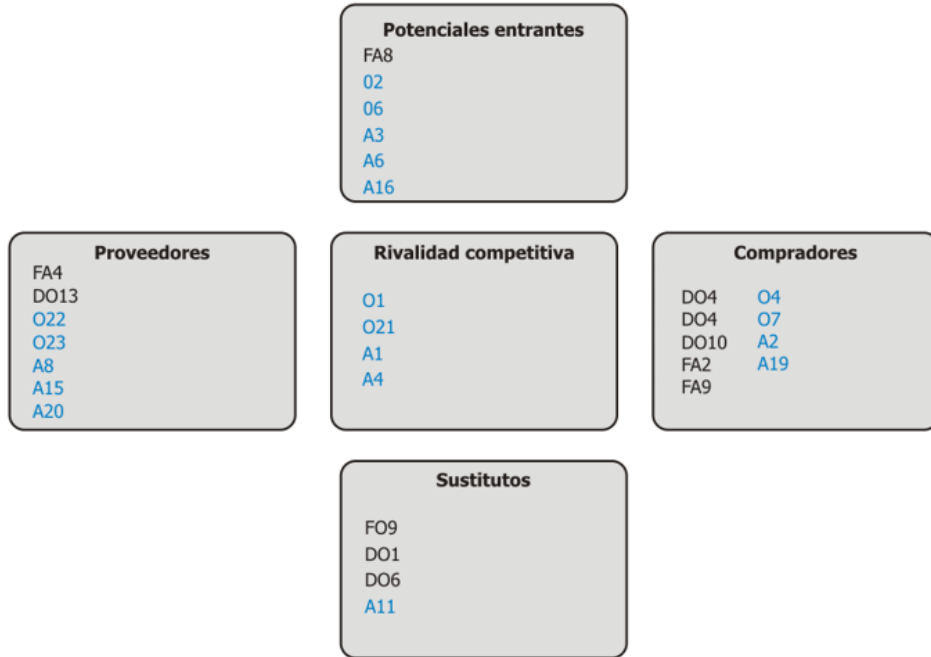 Potenciales entrantes
FA8
02
06
A3
A6
A16
Proveedores
FA4
DO13
O22
O23
A8
A15
A20
Rivalidad competitiva
O1
O21
A1
A4
Compradores
DO4 O4
DO4 O7
DO10 A2
FA2 A19
FA9
Sustitutos
FO9
DO1
DO6
A11